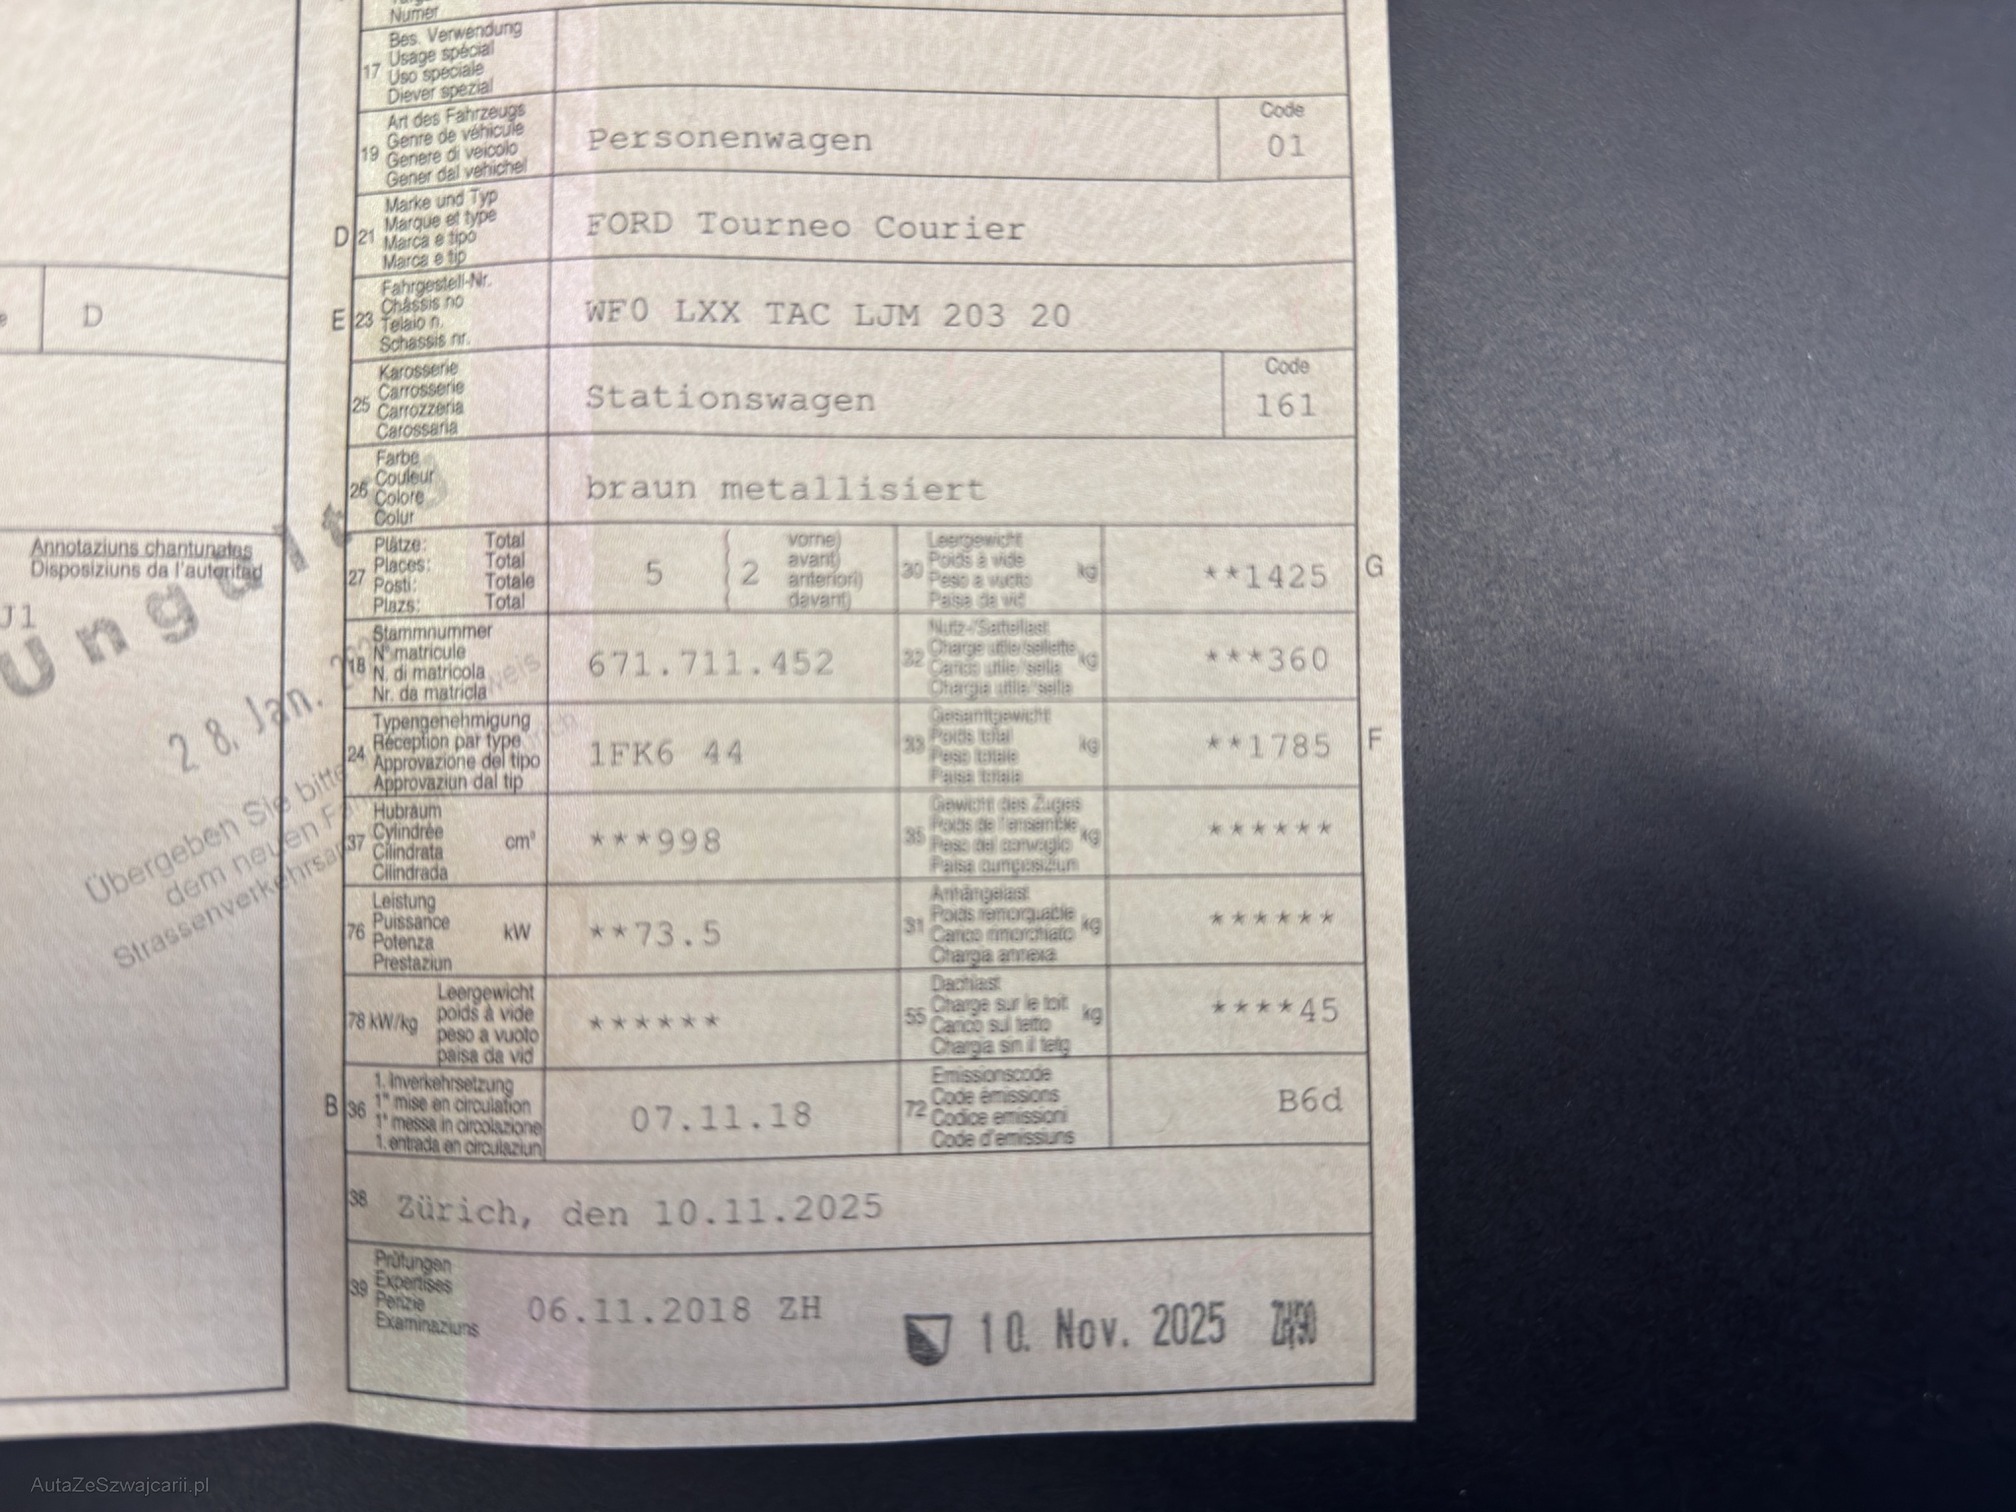 Numer
17 Bes. Verwendung
Usage spécial
Uso speciale
Diever spezial
19 Art des Fahrzeugs
Genre de véhicule
Genere di veicolo
Gener dal vehichel
Personenwagen
Code
01
D 21 Marke und Typ
Marque et type
Marca e tipo
Marca e tip
FORD Tourneo Courier
E 23 Fahrgestell-Nr.
Châssis no
Telaio n.
Schassis nr.
WF0 LXX TAC LJM 203 20
25 Karosserie
Carrosserie
Carrozzeria
Carossaria
Stationswagen
Code
161
26 Farbe
Couleur
Colore
Colur
braun metallisiert
27 Plätze: Total
Places: Total
Posti: Totale
Plazs: Total
5
2
vorne)
avant)
anteriori)
davant)
30 Leergewicht
Poids à vide
Peso a vuoto
Paisa da vid
kg
**1425
G
18 Stammnummer
N° matricule
N. di matricola
Nr. da matricla
671.711.452
32 Nutz-/Sattellast
Charge utile/sellette
Carico utile/sella
Chargia utila/sella
kg
***360
24 Typengenehmigung
Réception par type
Approvazione del tipo
Approvaziun dal tip
1FK6 44
33 Gesamtgewicht
Poids total
Peso totale
Paisa totala
kg
**1785
F
37 Hubraum
Cylindrée
Cilindrata
Cilindrada
cm³
***998
35 Gewicht des Zuges
Poids de l'ensemble
Peso del convoglio
Paisa cumposiziun
kg
******
76 Leistung
Puissance
Potenza
Prestaziun
kW
**73.5
31 Anhängelast
Poids remorquable
Carico rimorchiato
Chargia annexa
kg
******
78 kW/kg
Leergewicht
poids à vide
peso a vuoto
paisa da vid
******
55 Dachlast
Charge sur le toit
Carico sul tetto
Chargia sin il tetg
kg
****45
B 36 1. Inverkehrsetzung
1re mise en circulation
1a messa in circolazione
1. entrada en circulaziun
07.11.18
72 Emissionscode
Code émissions
Codice emissioni
Code d'emissiuns
B6d
38 Zürich, den 10.11.2025
39 Prüfungen
Expertises
Perizie
Examinaziuns
06.11.2018 ZH
10. Nov. 2025
D
Annotaziuns chantunales
Disposiziuns da l'autoritad
J1
Ungült
28. Jan.
Übergeben Sie bitte
dem neuen
Strassenverkehrsa
AutaZeSzwajcarii.pl